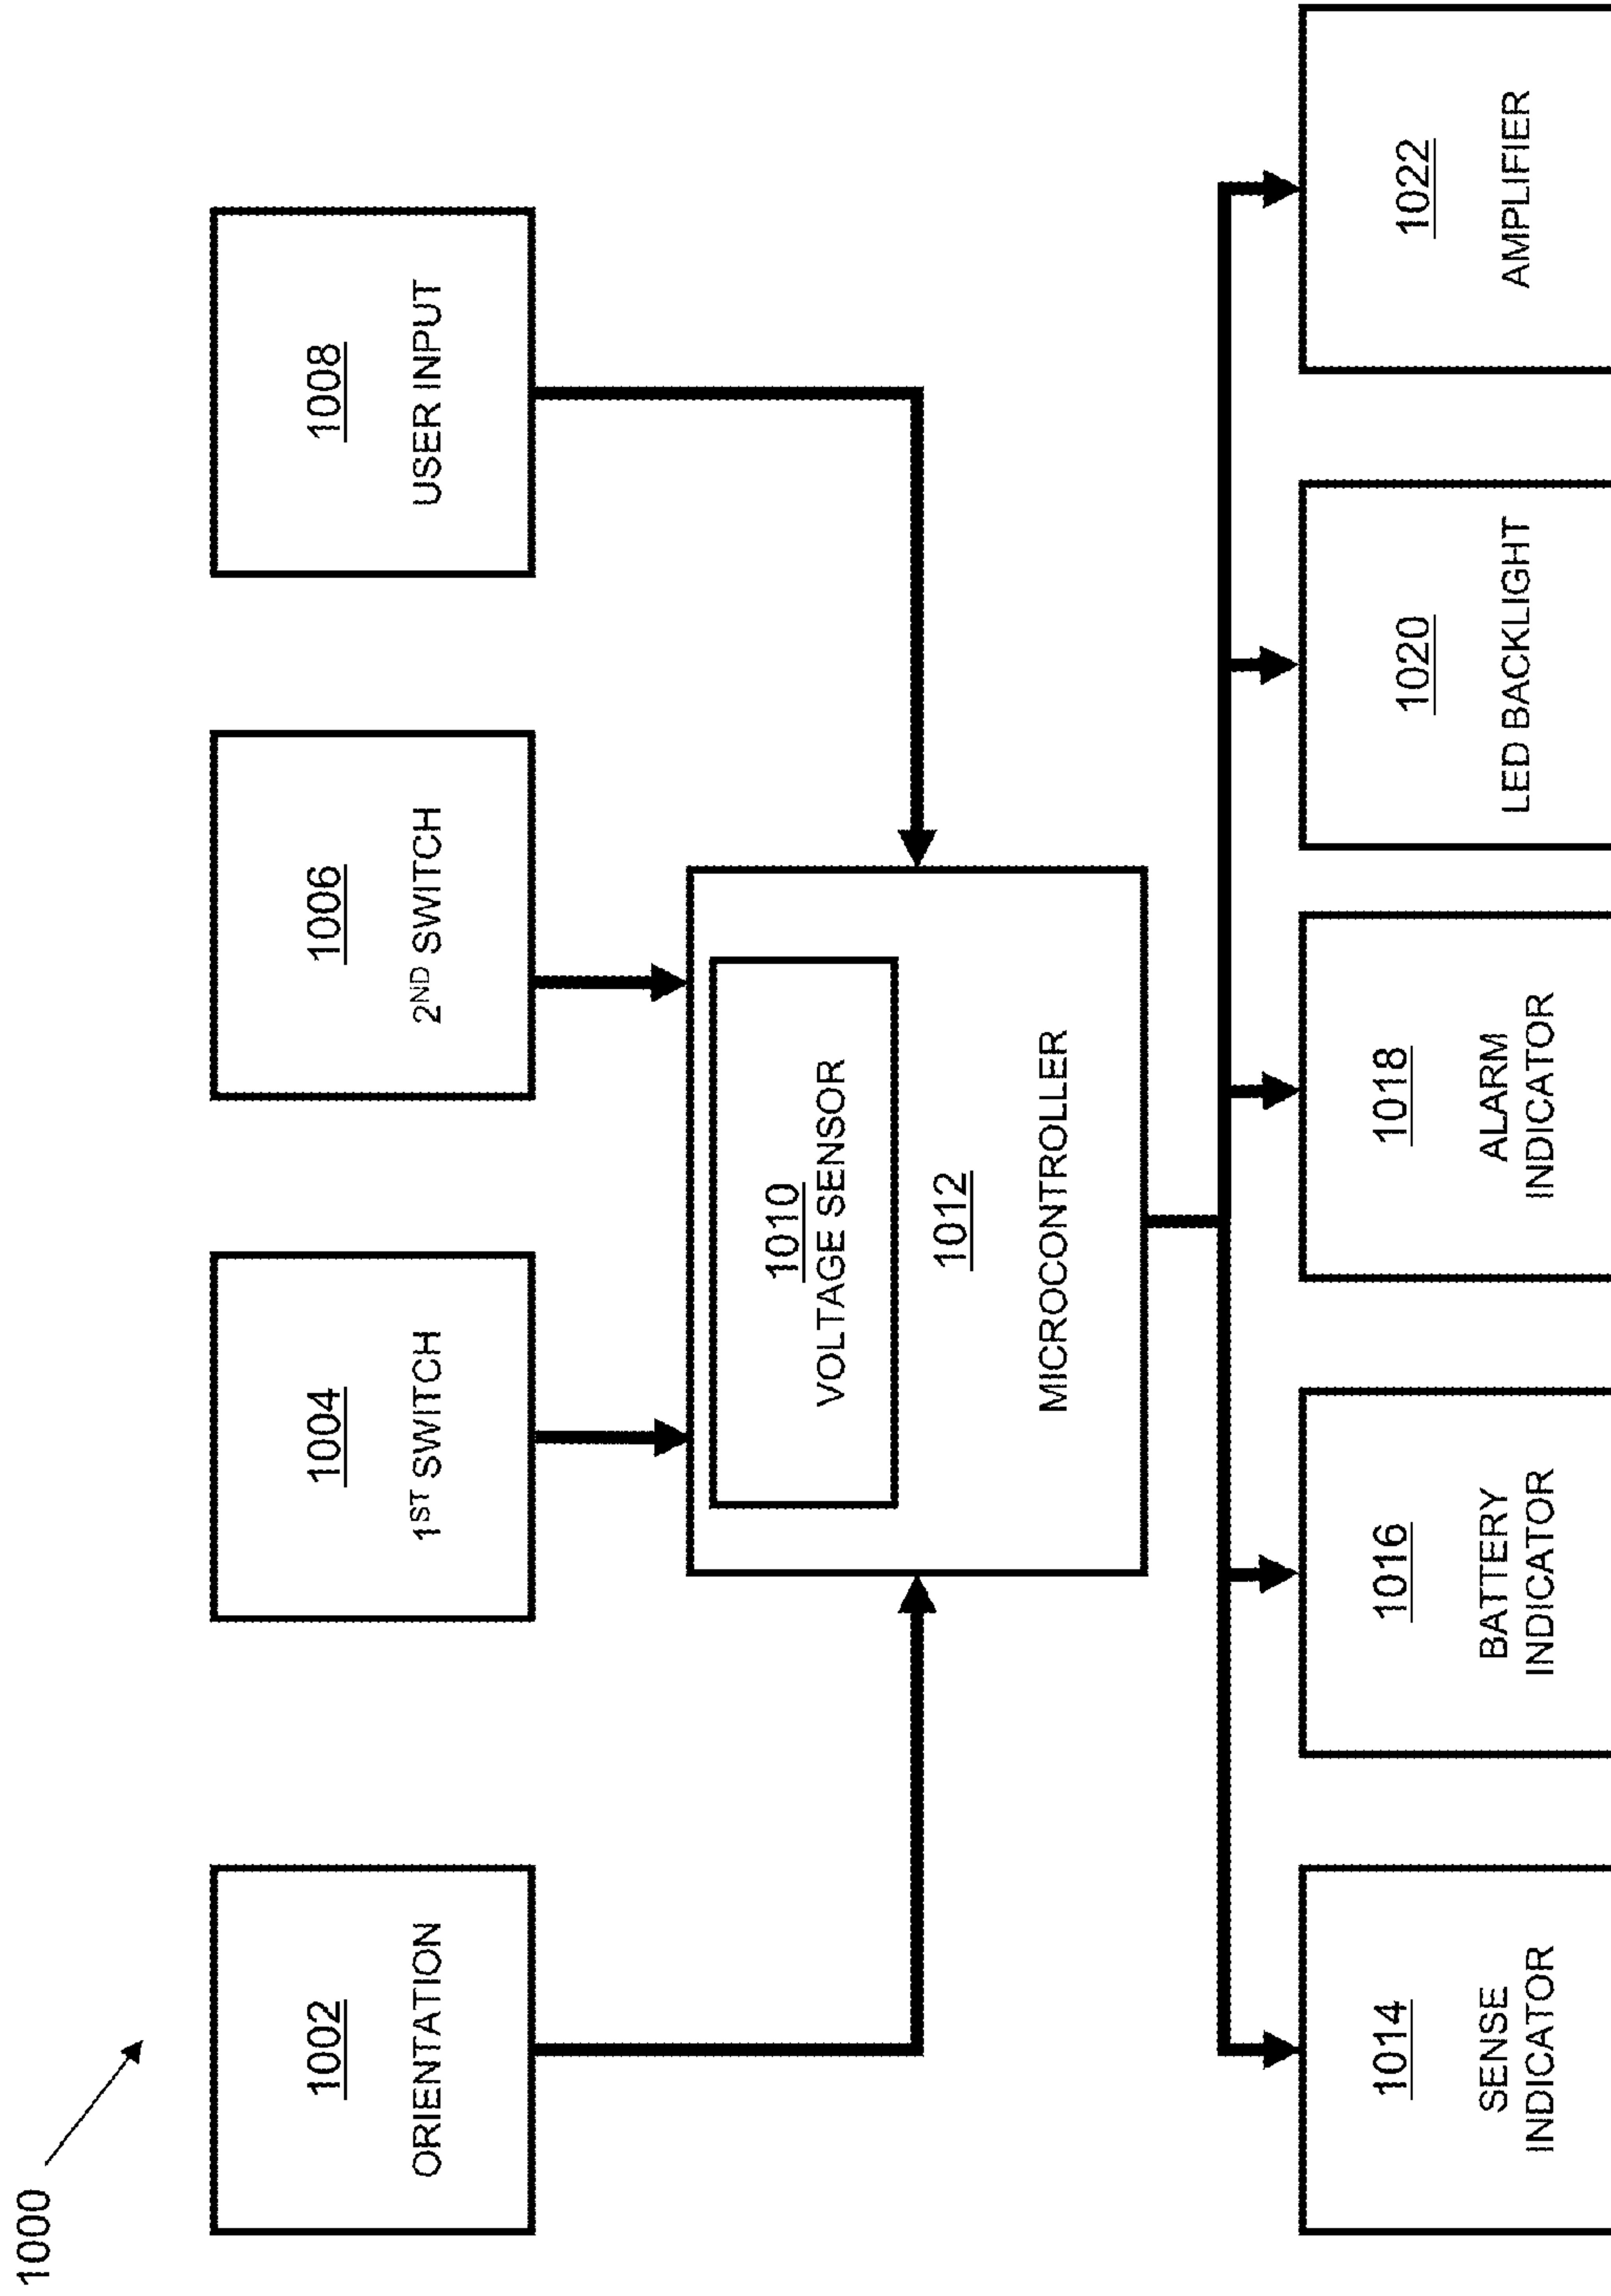 1000
1002
ORIENTATION
1004
1ST SWITCH
1006
2ND SWITCH
1008
USER INPUT
1010
VOLTAGE SENSOR
1012
MICROCONTROLLER
1014
SENSE
INDICATOR
1016
BATTERY
INDICATOR
1018
ALARM
INDICATOR
1020
LED BACKLIGHT
1022
AMPLIFIER